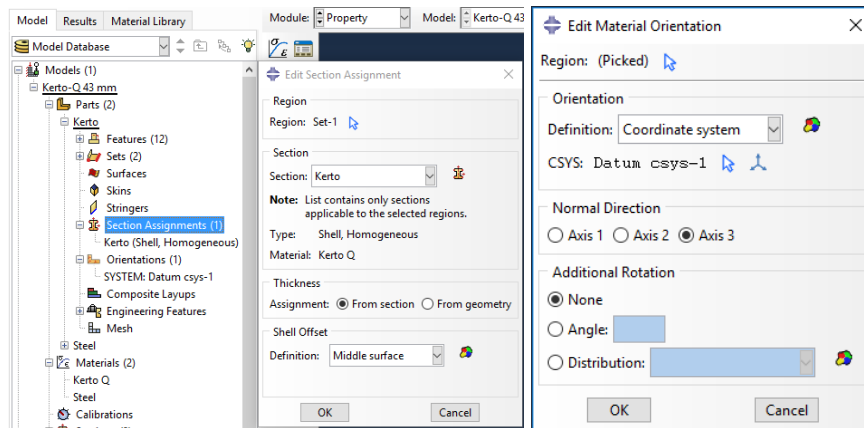 Model Results Material Library
Module: Property Model: Kerto-Q 43
Model Database
Models (1)
Kerto-Q 43 mm
Parts (2)
Kerto
Features (12)
Sets (2)
Surfaces
Skins
Stringers
Section Assignments (1)
Kerto (Shell, Homogeneous)
Orientations (1)
SYSTEM: Datum csys-1
Composite Layups
Engineering Features
Mesh
Steel
Materials (2)
Kerto Q
Steel
Calibrations
Edit Section Assignment
Region
Region: Set-1
Section
Section: Kerto
Note: List contains only sections
applicable to the selected regions.
Type: Shell, Homogeneous
Material: Kerto Q
Thickness
Assignment: From section From geometry
Shell Offset
Definition: Middle surface
OK Cancel
Edit Material Orientation
Region: (Picked)
Orientation
Definition: Coordinate system
CSYS: Datum csys-1
Normal Direction
Axis 1 Axis 2 Axis 3
Additional Rotation
None
Angle:
Distribution:
OK Cancel